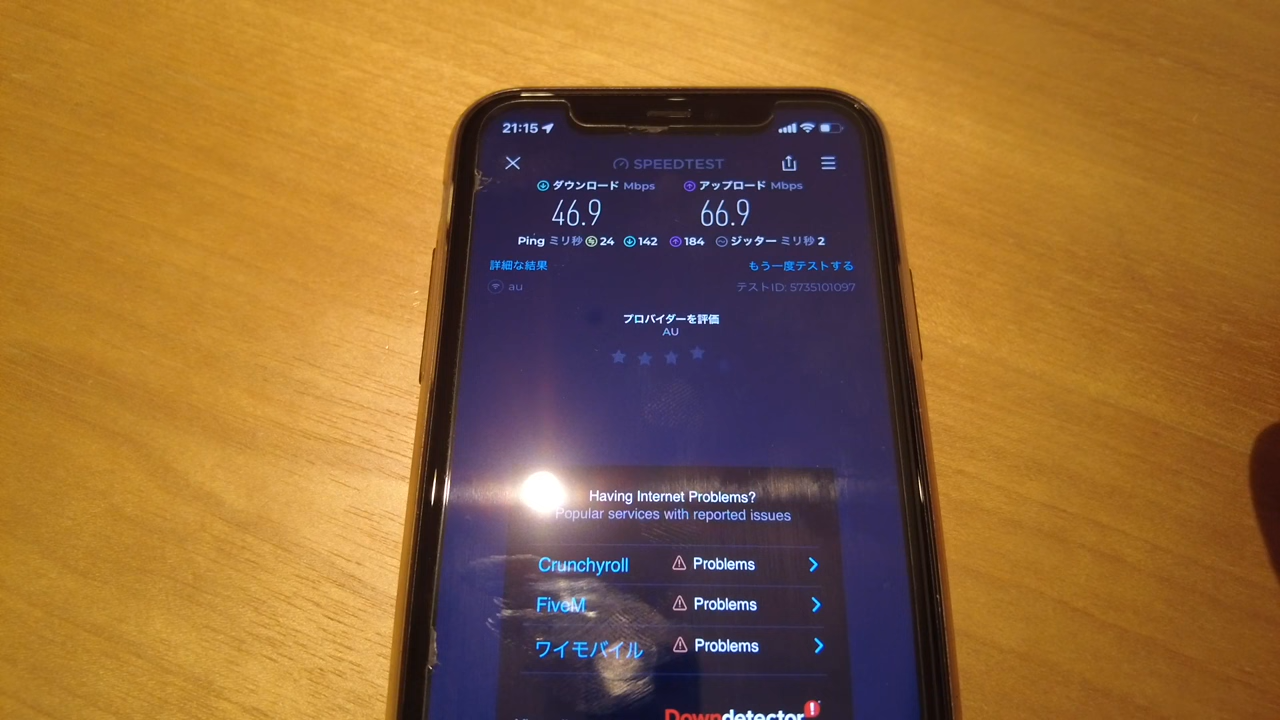 21:15
SPEEDTEST
ダウンロード Mbps アップロード Mbps
46.9 66.9
Ping ミリ秒 24 142 184 ジッター ミリ秒 2
詳細な結果 もう一度テストする
au テストID: 5735101097
プロバイダーを評価
AU
Having Internet Problems?
Popular services with reported issues
Crunchyroll Problems
FiveM Problems
ワイモバイル Problems
Downdetector